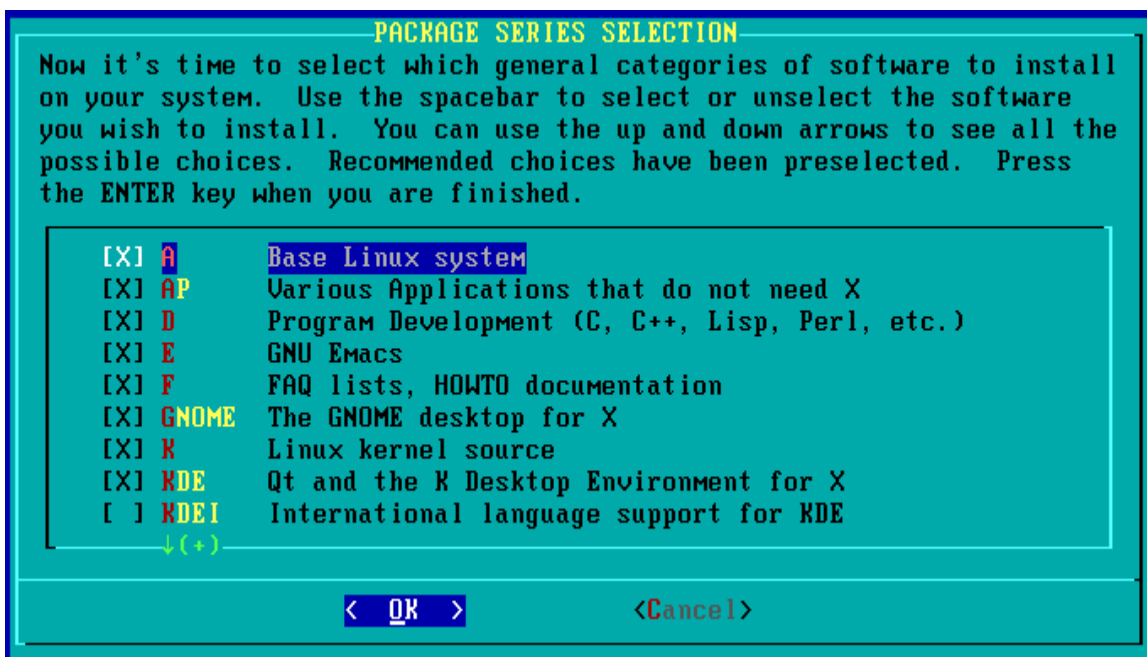 PACKAGE SERIES SELECTION
Now it's time to select which general categories of software to install
on your system.  Use the spacebar to select or unselect the software
you wish to install.  You can use the up and down arrows to see all the
possible choices.  Recommended choices have been preselected.  Press
the ENTER key when you are finished.
[X] A Base Linux system
[X] AP Various Applications that do not need X
[X] D Program Development (C, C++, Lisp, Perl, etc.)
[X] E GNU Emacs
[X] F FAQ lists, HOWTO documentation
[X] GNOME The GNOME desktop for X
[X] K Linux kernel source
[X] KDE Qt and the K Desktop Environment for X
[ ] KDEI International language support for KDE
↓(+)
< OK > <Cancel>